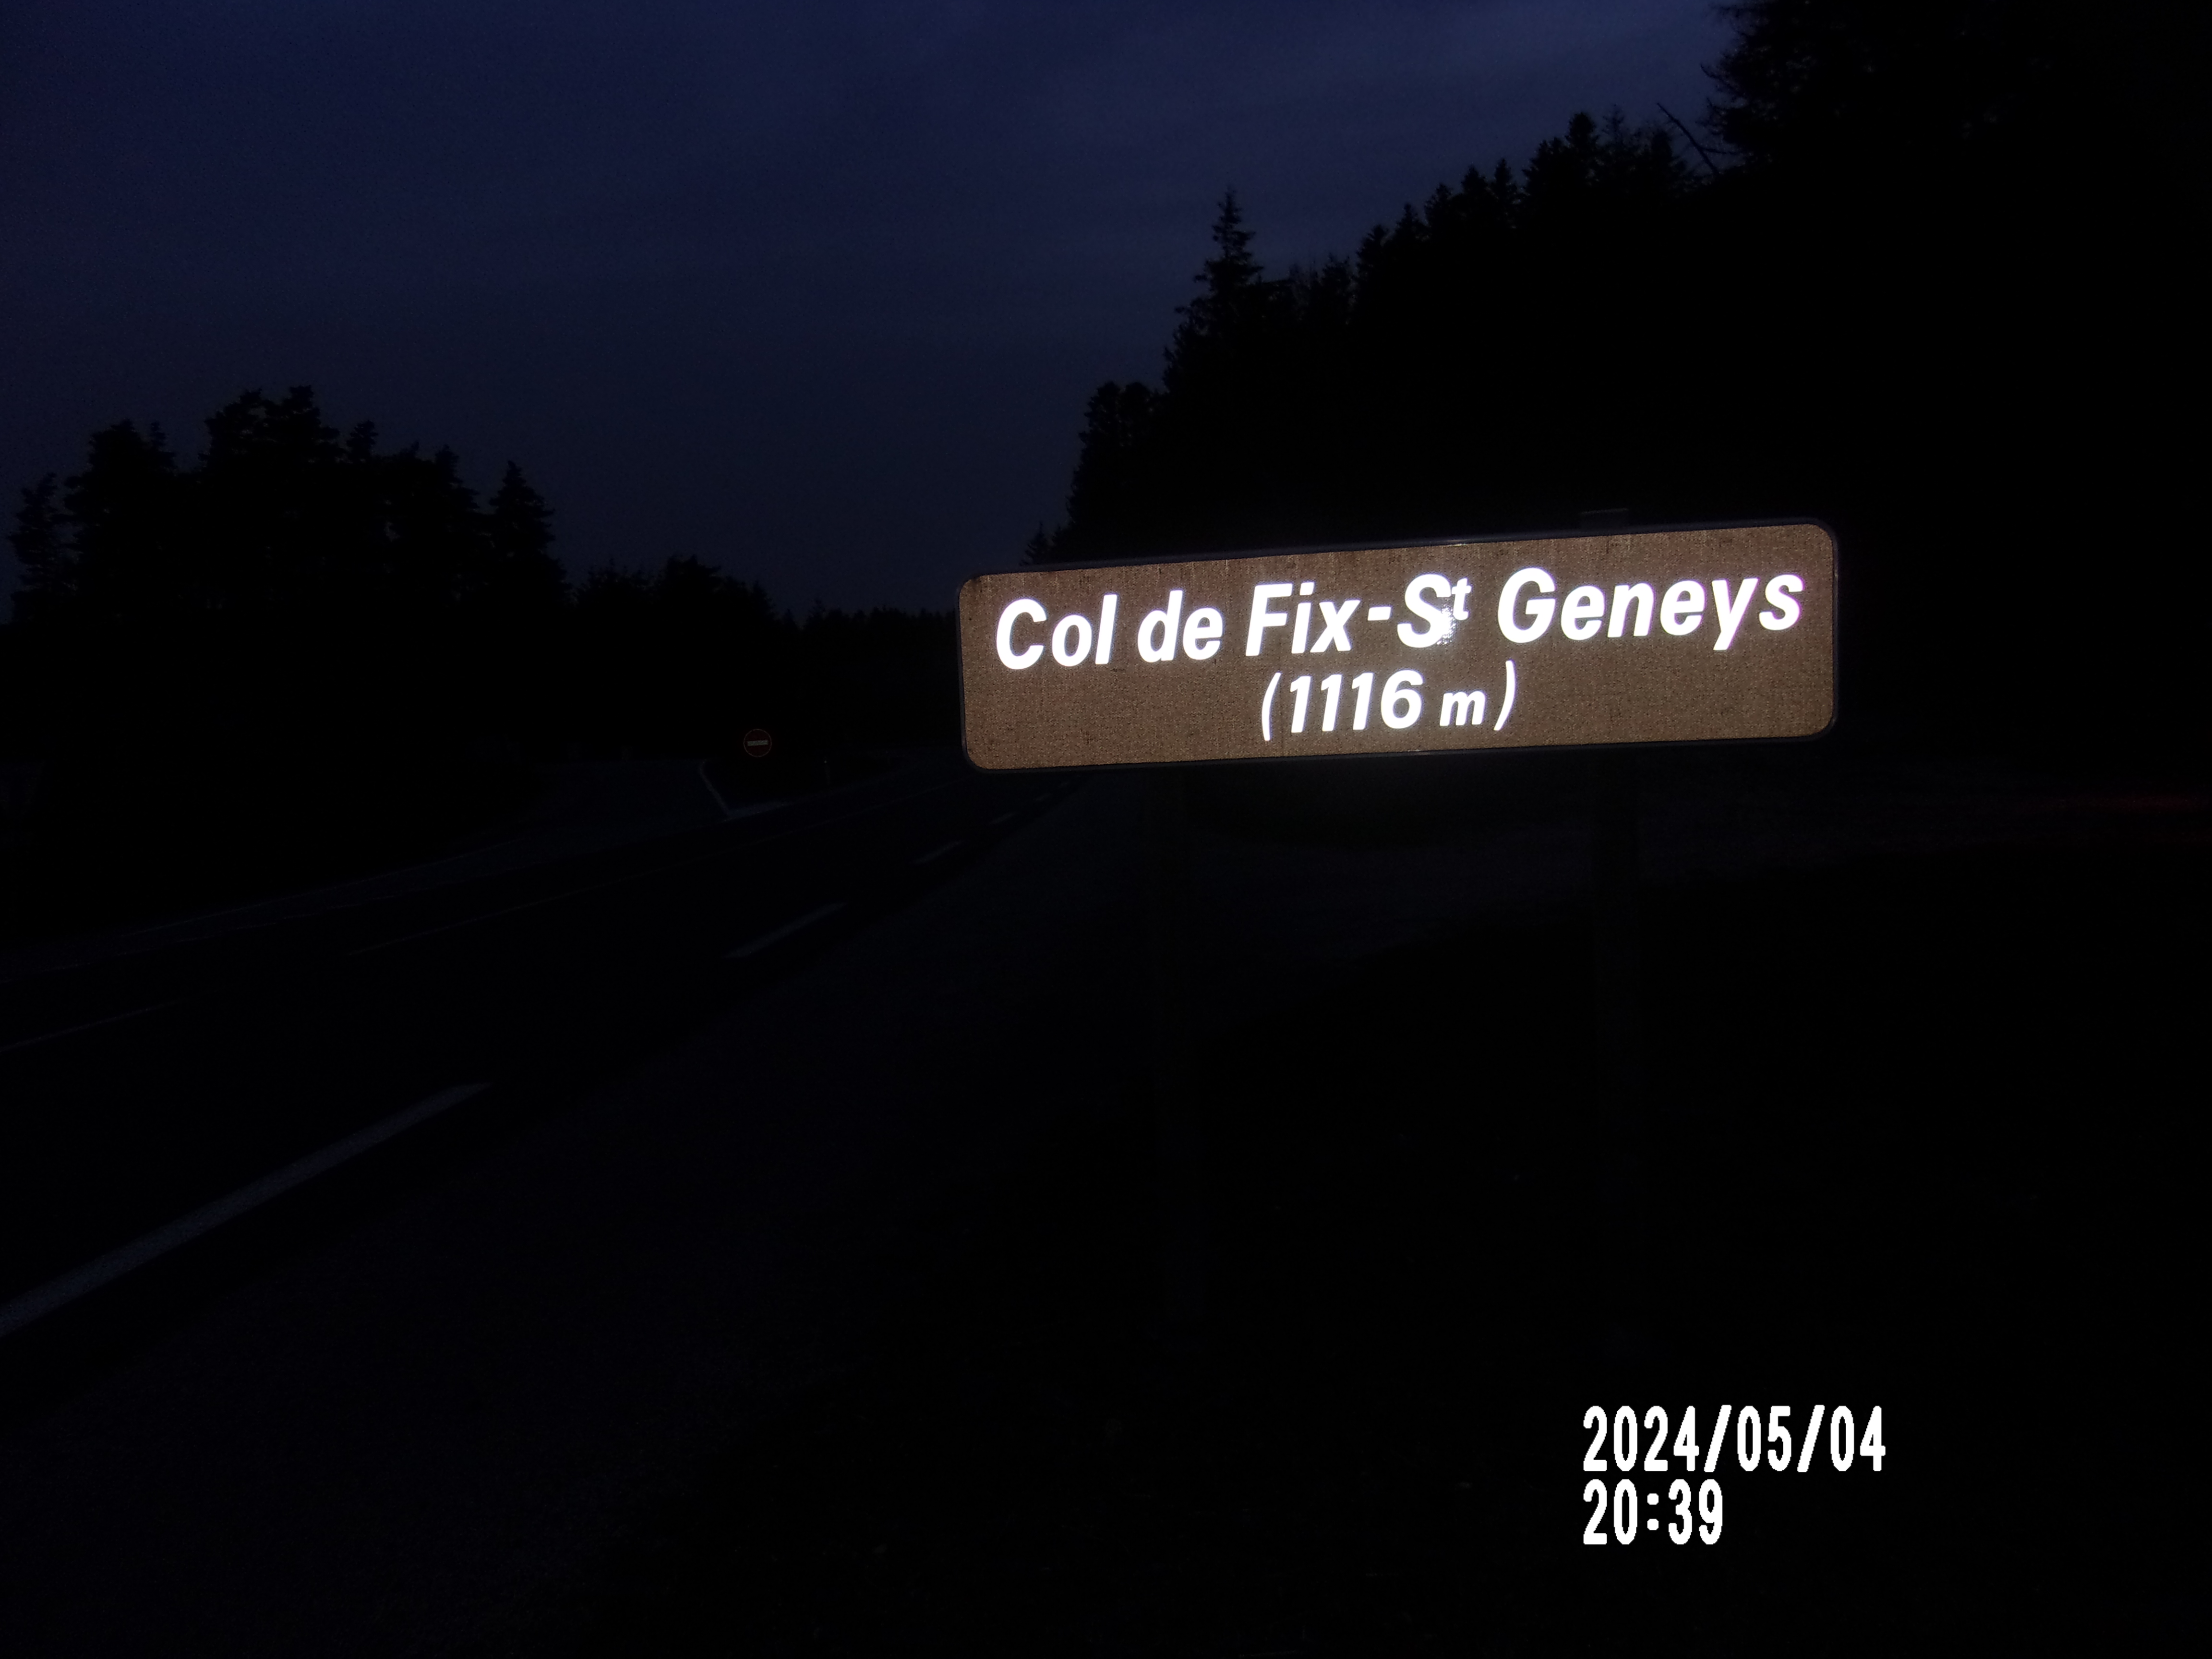 Col de Fix-St Geneys
(1116 m)
2024/05/04
20:39